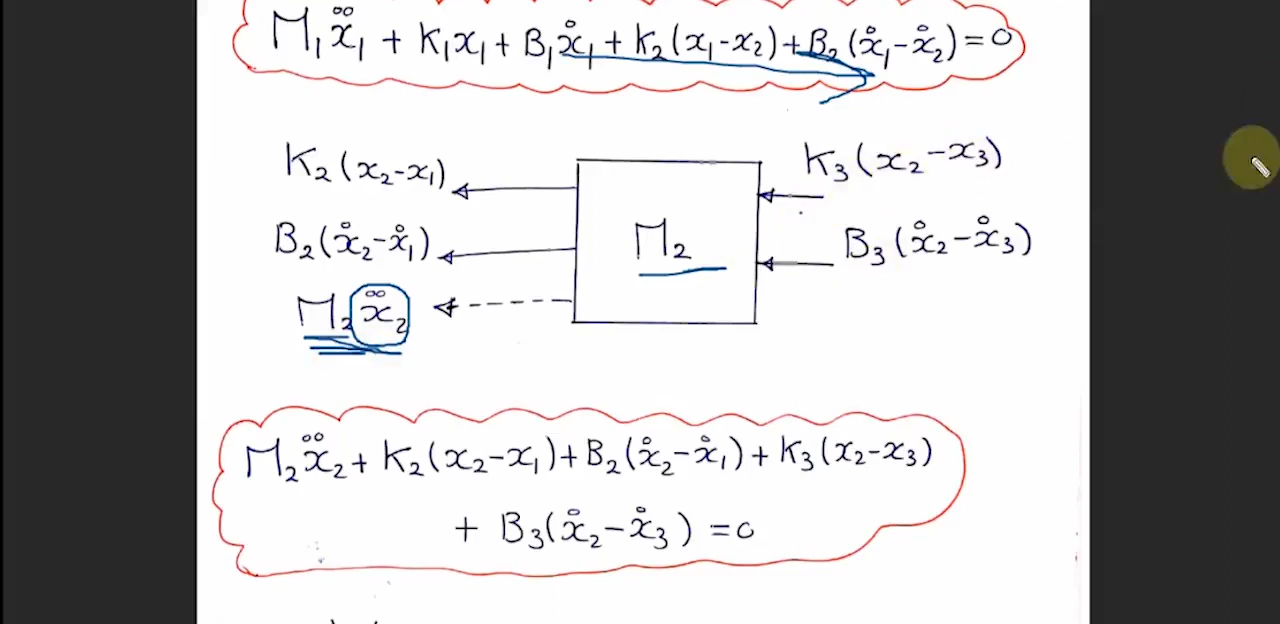 M₁ẍ₁ + K₁x₁ + B₁ẋ₁ + K₂(x₁-x₂) + B₂(ẋ₁-ẋ₂) = 0
K₂(x₂-x₁)
K₃(x₂-x₃)
B₂(ẋ₂-ẋ₁)
M₂
B₃(ẋ₂-ẋ₃)
M₂ẍ₂
M₂ẍ₂ + K₂(x₂-x₁) + B₂(ẋ₂-ẋ₁) + K₃(x₂-x₃)
+ B₃(ẋ₂-ẋ₃) = 0